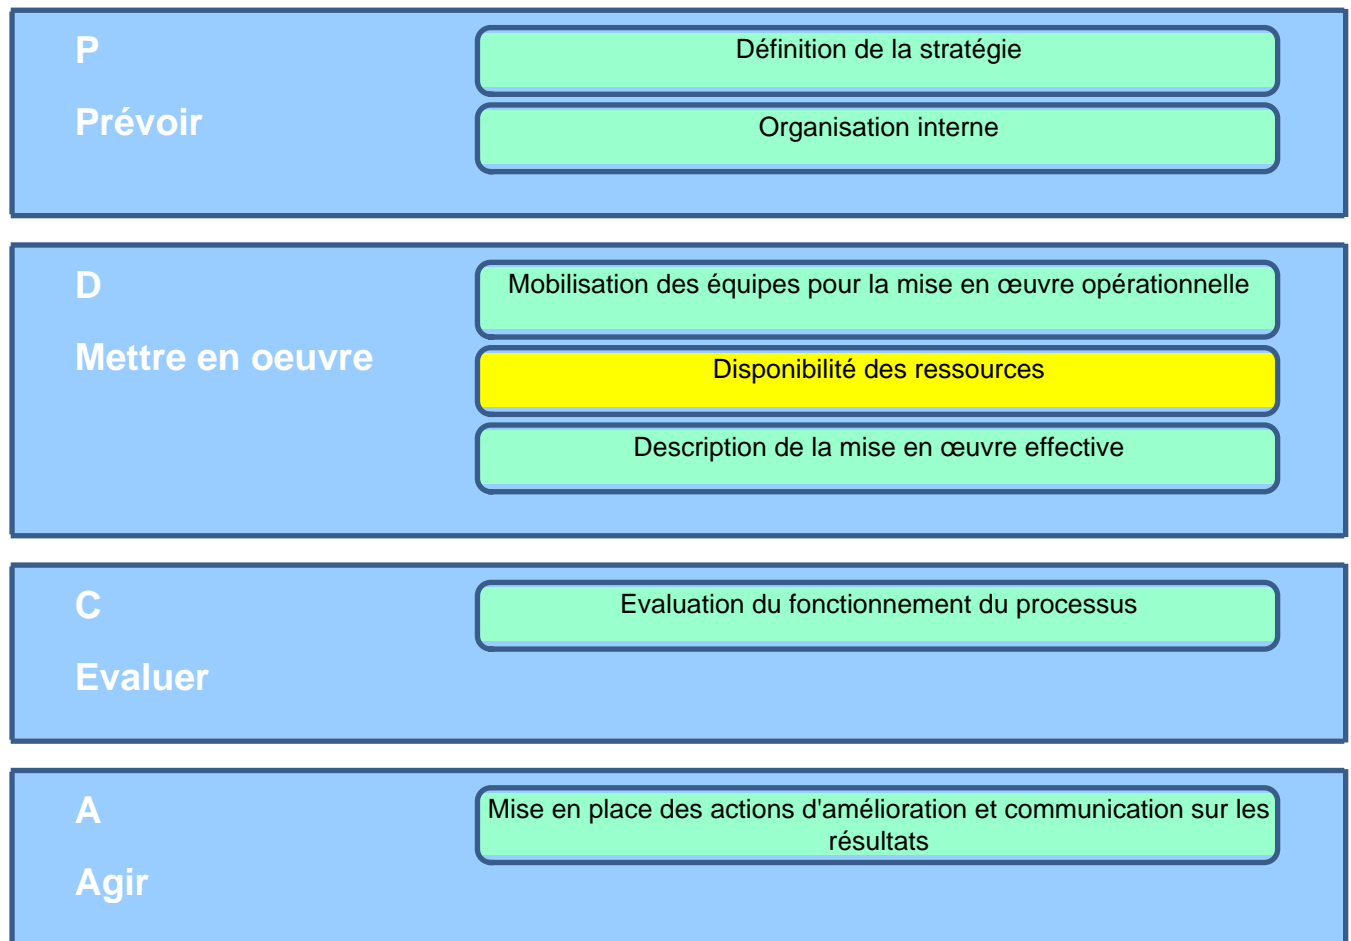 P
Définition de la stratégie
Prévoir
Organisation interne
D
Mobilisation des équipes pour la mise en œuvre opérationnelle
Mettre en oeuvre
Disponibilité des ressources
Description de la mise en œuvre effective
C
Evaluation du fonctionnement du processus
Evaluer
A
Mise en place des actions d'amélioration et communication sur les
résultats
Agir